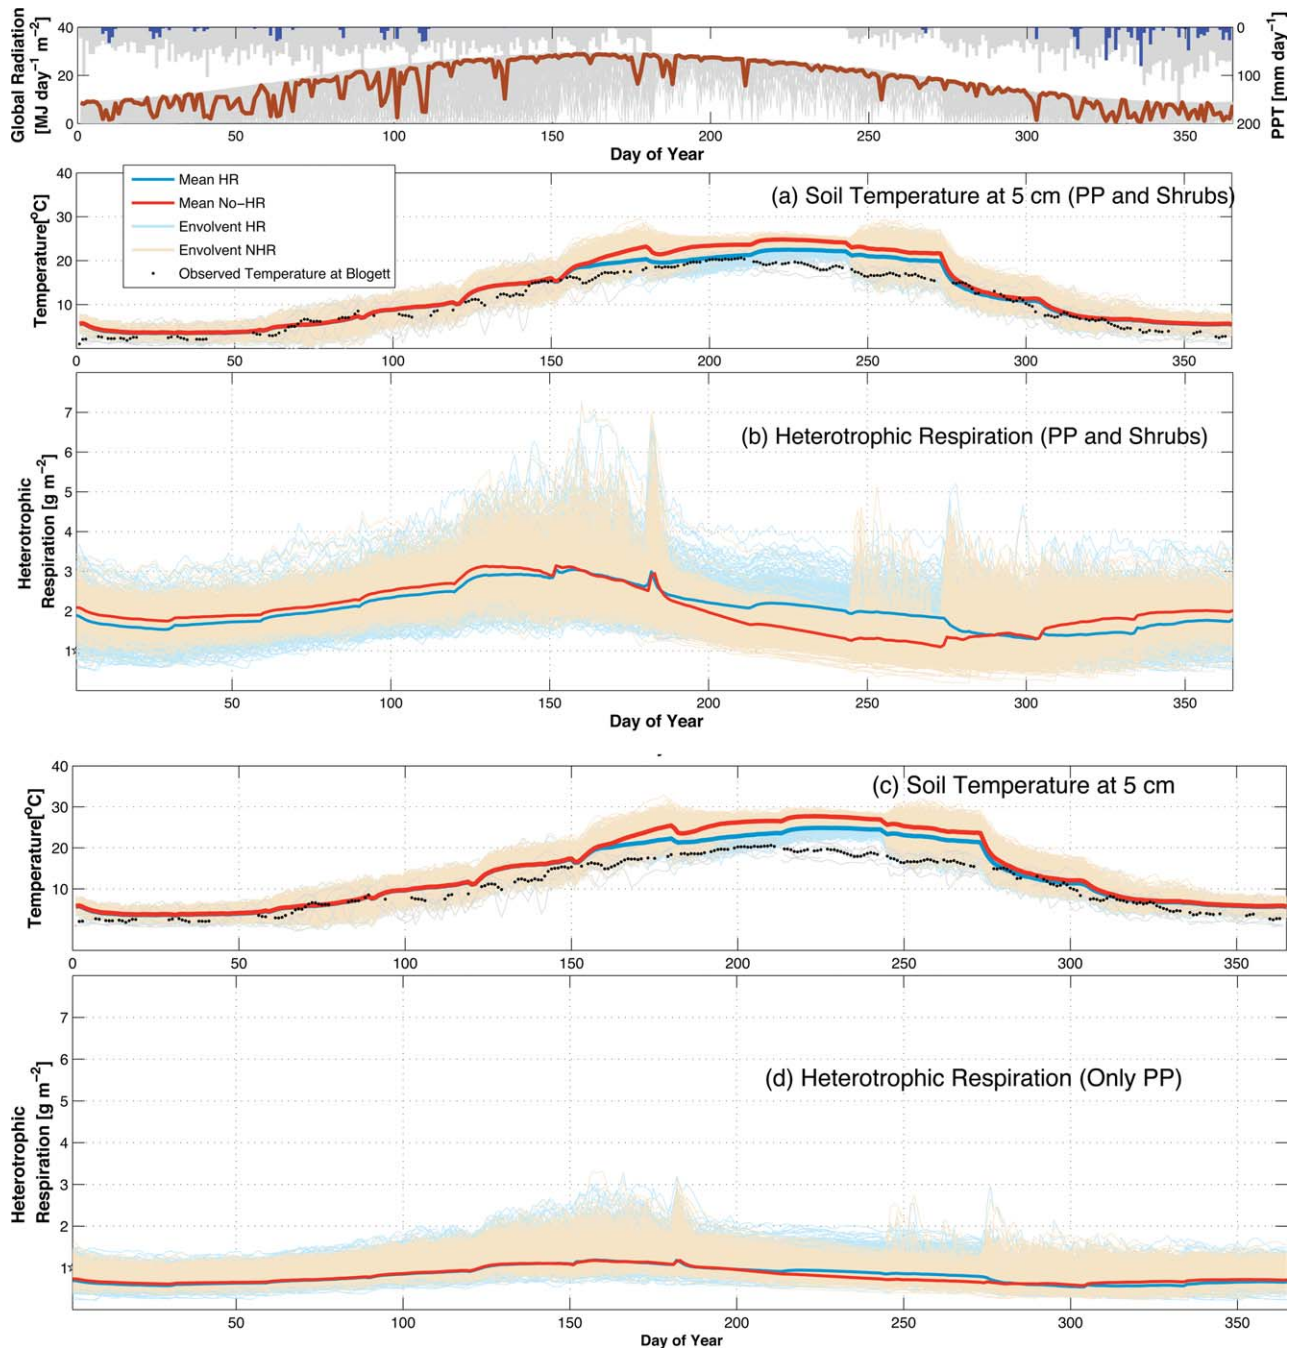 Global Radiation
[MJ day⁻¹ m⁻²]
40
20
0
0
100
200
PPT [mm day⁻¹]
0 50 100 150 200 250 300 350
Day of Year
Mean HR
Mean No-HR
Envolvent HR
Envolvent NHR
Observed Temperature at Blogett
(a) Soil Temperature at 5 cm (PP and Shrubs)
Temperature[°C]
40
30
20
10
0 50 100 150 200 250 300 350
(b) Heterotrophic Respiration (PP and Shrubs)
Heterotrophic
Respiration [g m⁻²]
7
6
5
4
3
2
1
50 100 150 200 250 300 350
Day of Year
(c) Soil Temperature at 5 cm
Temperature[°C]
40
30
20
10
0 50 100 150 200 250 300 350
(d) Heterotrophic Respiration (Only PP)
Heterotrophic
Respiration [g m⁻²]
7
6
5
4
3
2
1
50 100 150 200 250 300 350
Day of Year